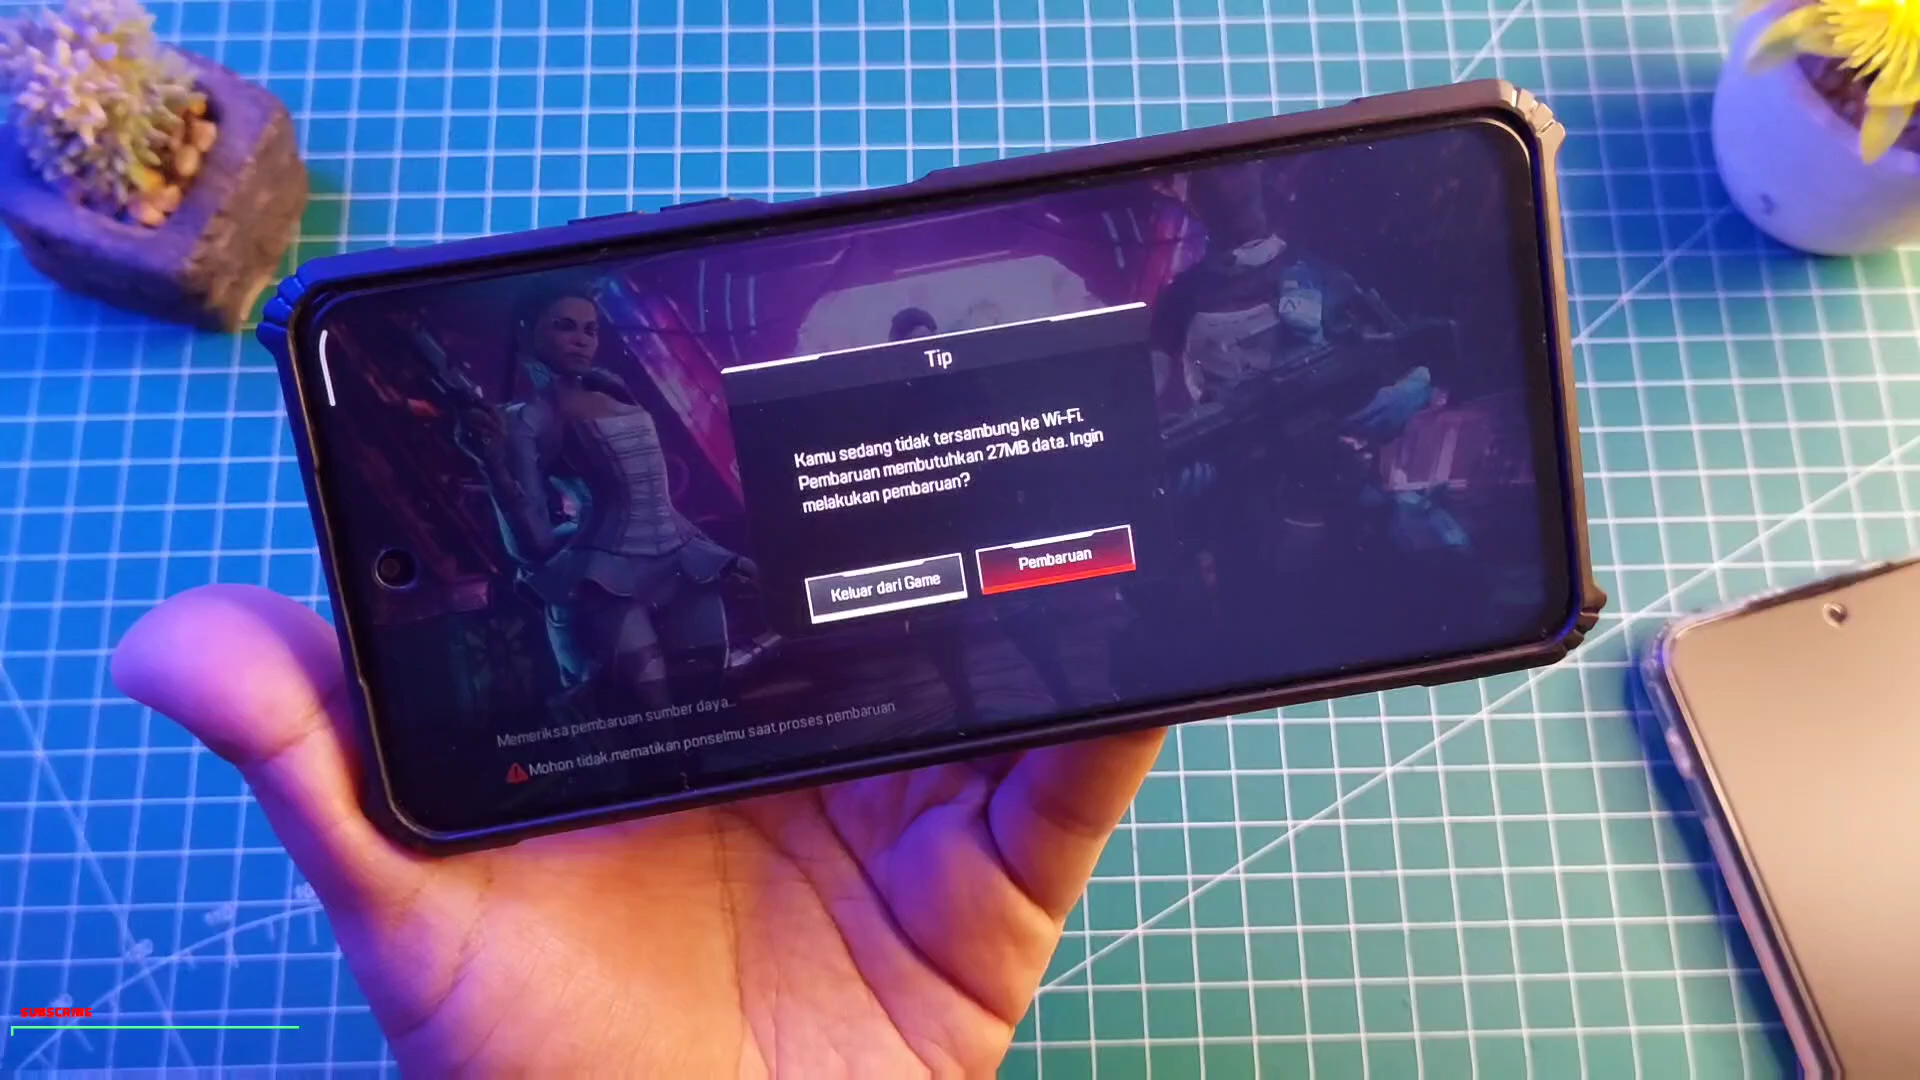 Tip
Kamu sedang tidak tersambung ke Wi-Fi.
Pembaruan membutuhkan 27MB data. Ingin
melakukan pembaruan?
Keluar dari Game
Pembaruan
Memeriksa pembaruan sumber daya...
Mohon tidak mematikan ponselmu saat proses pembaruan
SUBSCRIBE